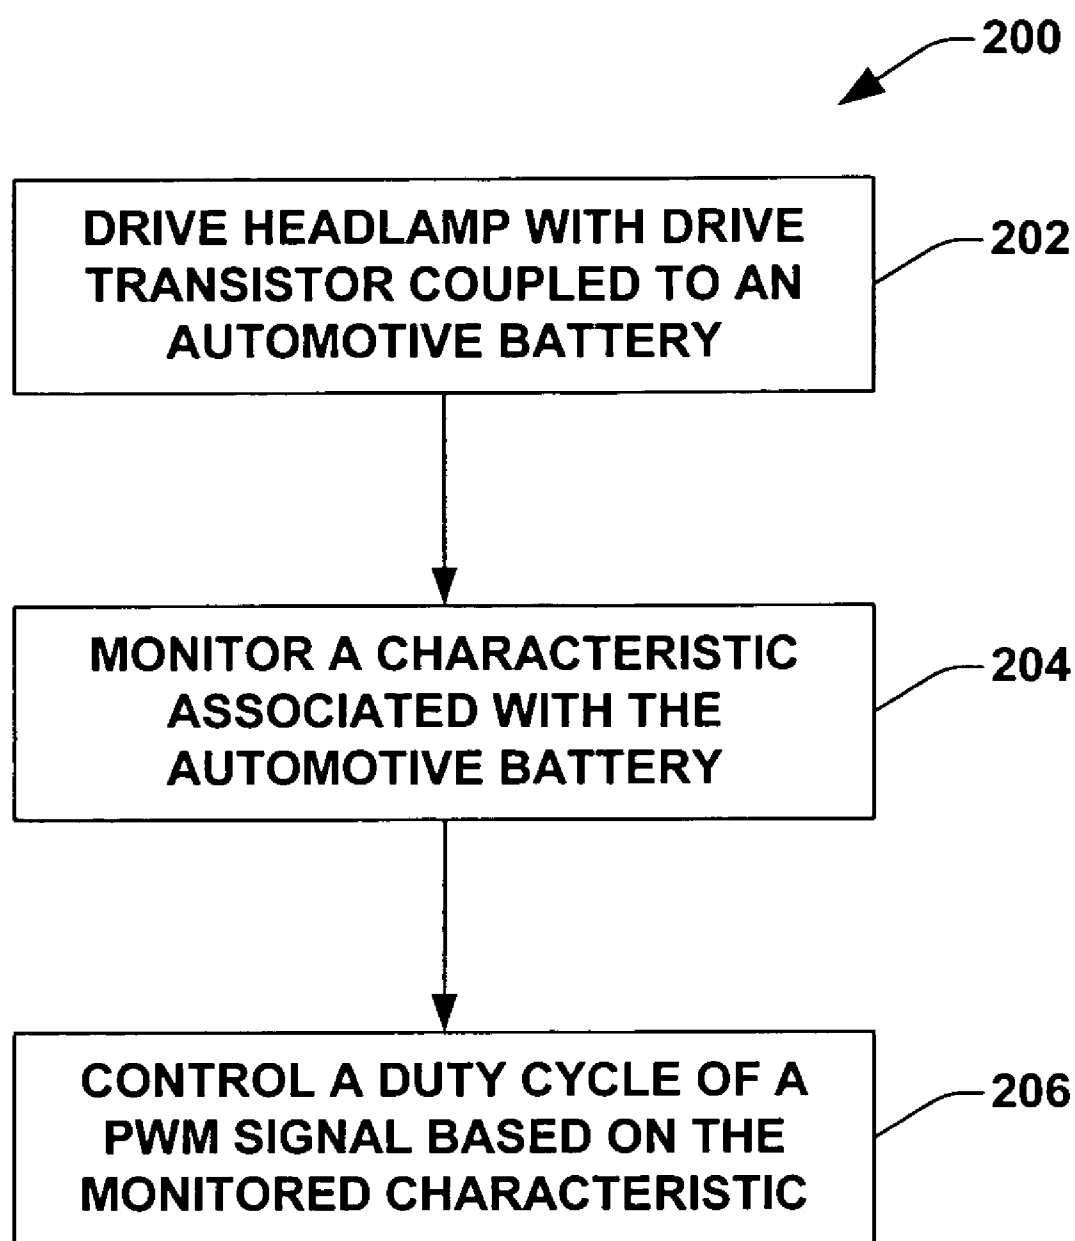 200
DRIVE HEADLAMP WITH DRIVE
TRANSISTOR COUPLED TO AN
AUTOMOTIVE BATTERY
202
MONITOR A CHARACTERISTIC
ASSOCIATED WITH THE
AUTOMOTIVE BATTERY
204
CONTROL A DUTY CYCLE OF A
PWM SIGNAL BASED ON THE
MONITORED CHARACTERISTIC
206